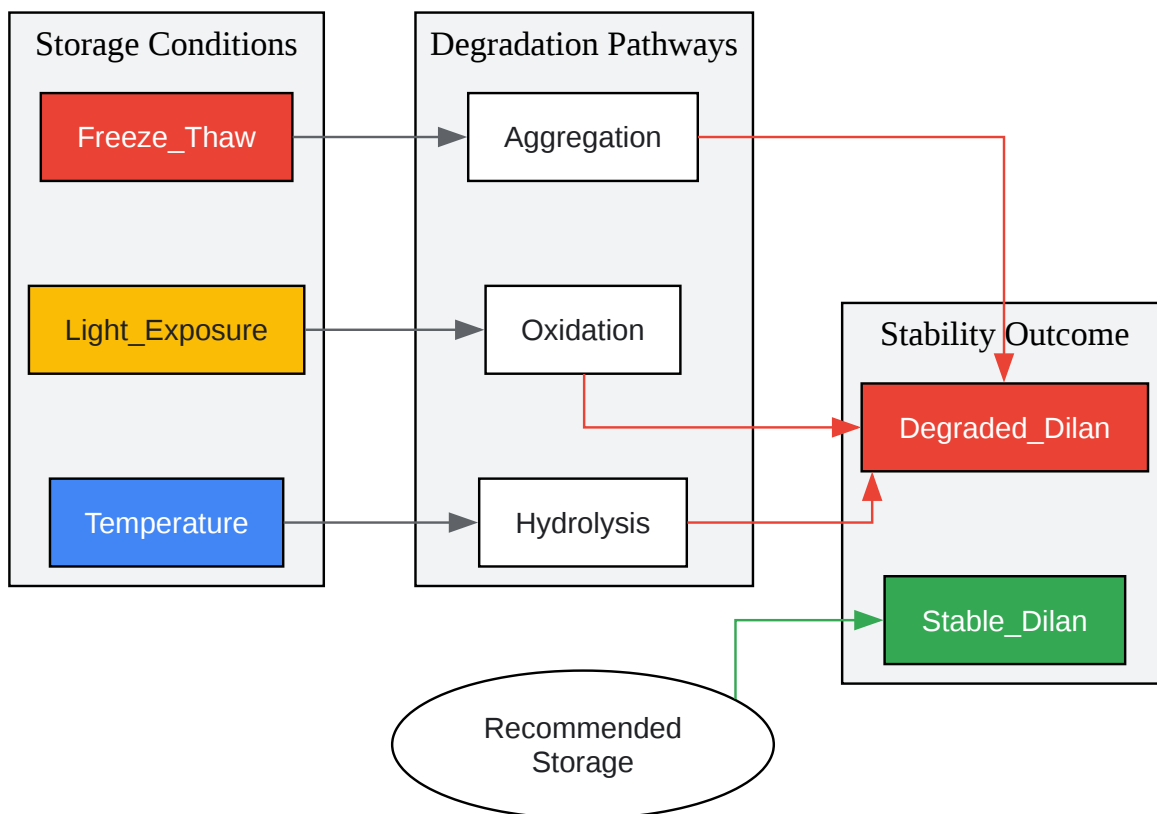 Storage Conditions
Freeze_Thaw
Light_Exposure
Temperature
Degradation Pathways
Aggregation
Oxidation
Hydrolysis
Stability Outcome
Degraded_Dilan
Stable_Dilan
Recommended
Storage